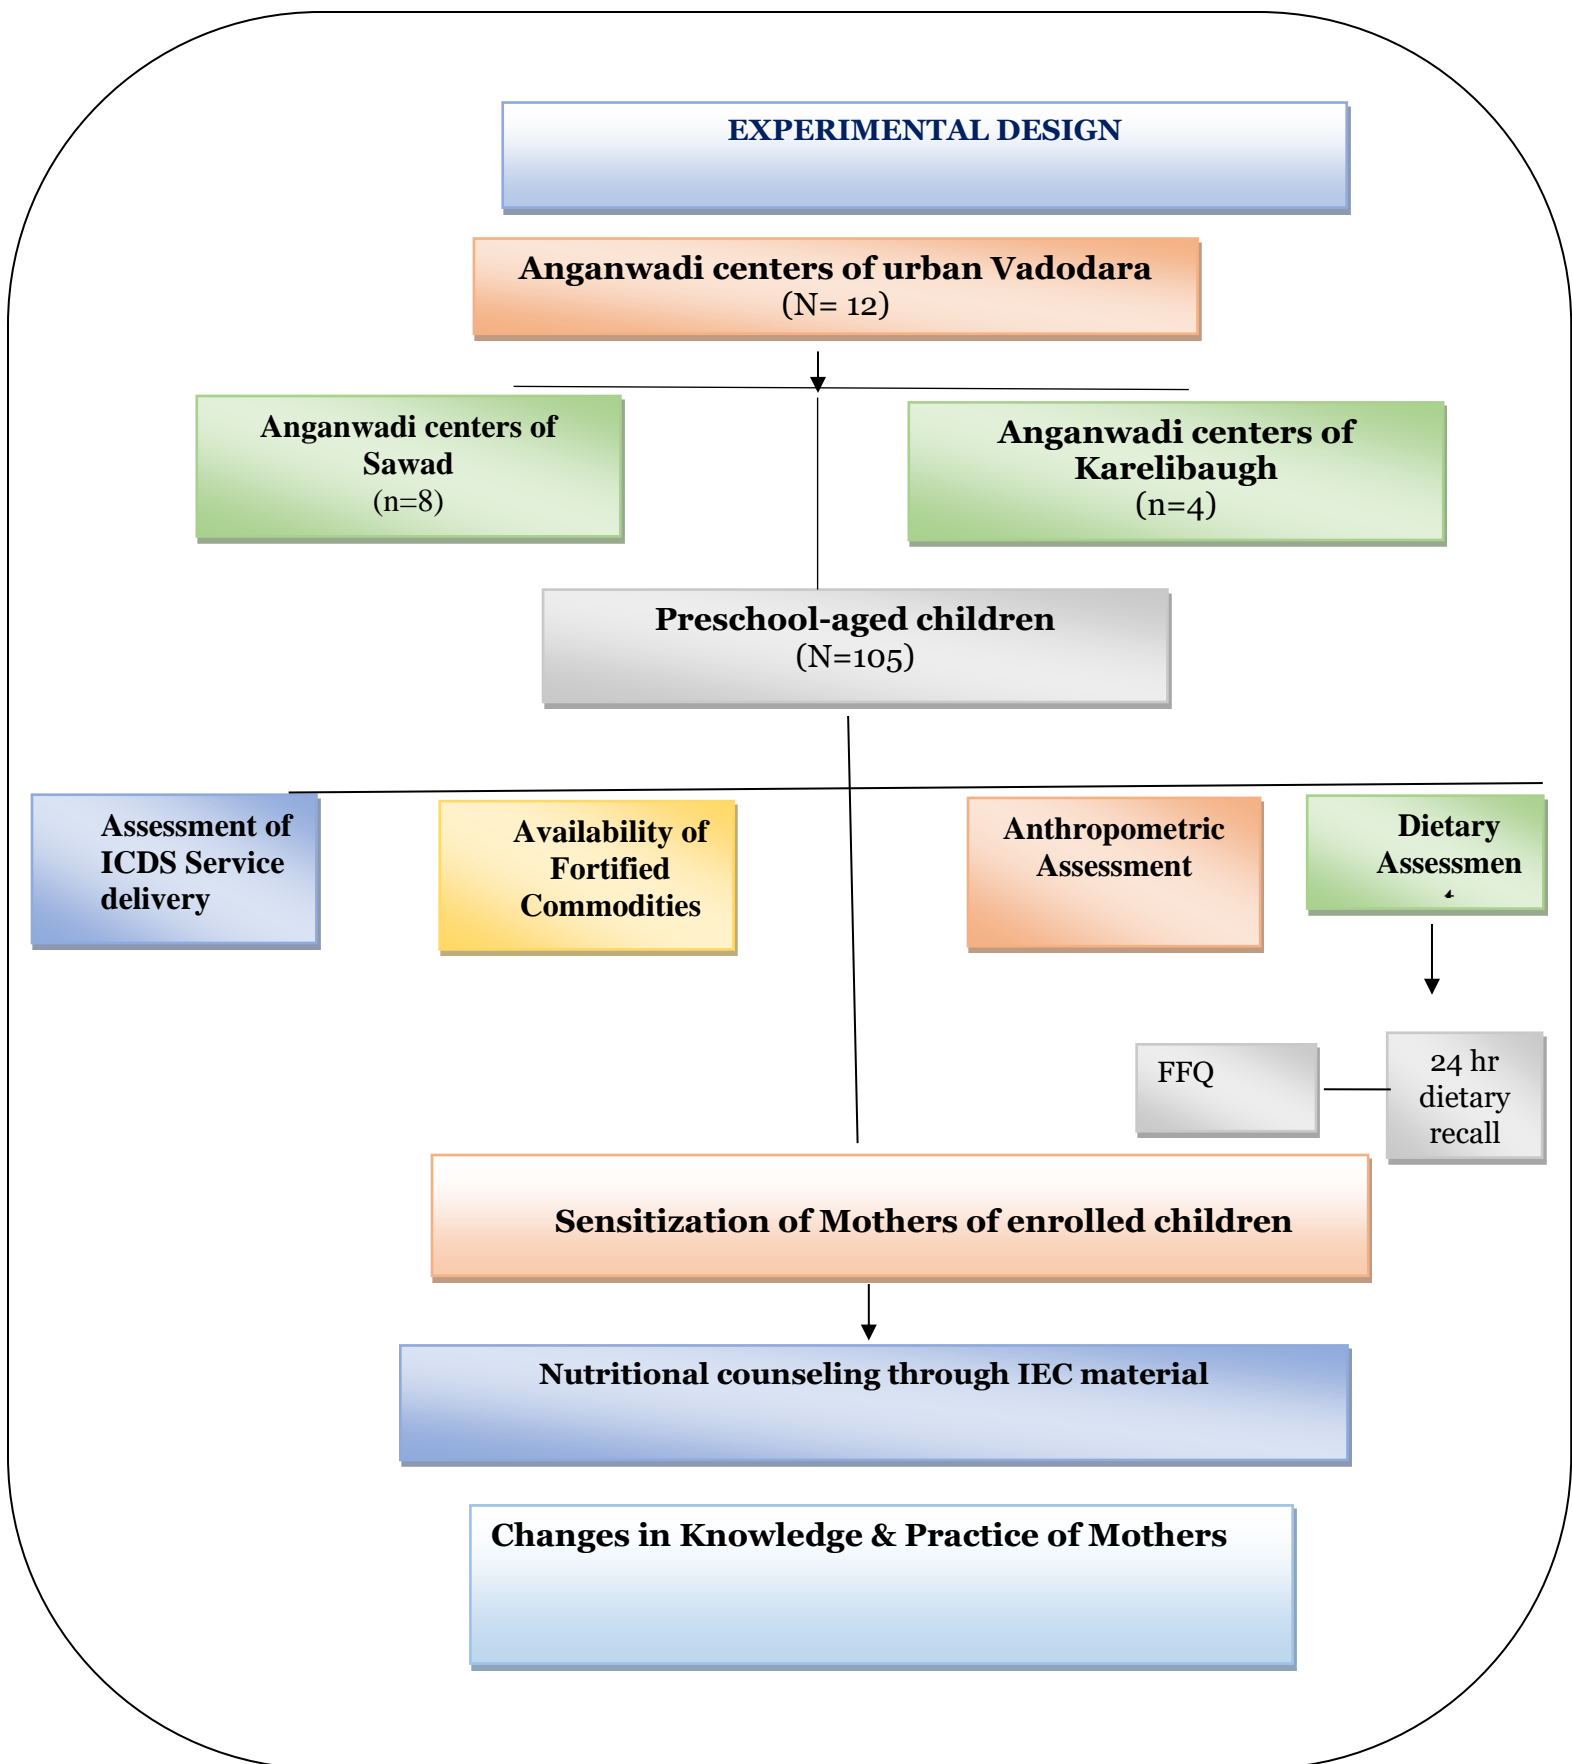 EXPERIMENTAL DESIGN
Anganwadi centers of urban Vadodara
(N= 12)
Anganwadi centers of
Sawad
(n=8)
Anganwadi centers of
Karelibaugh
(n=4)
Preschool-aged children
(N=105)
Assessment of
ICDS Service
delivery
Availability of
Fortified
Commodities
Anthropometric
Assessment
Dietary
Assessmen
FFQ
24 hr
dietary
recall
Sensitization of Mothers of enrolled children
Nutritional counseling through IEC material
Changes in Knowledge & Practice of Mothers